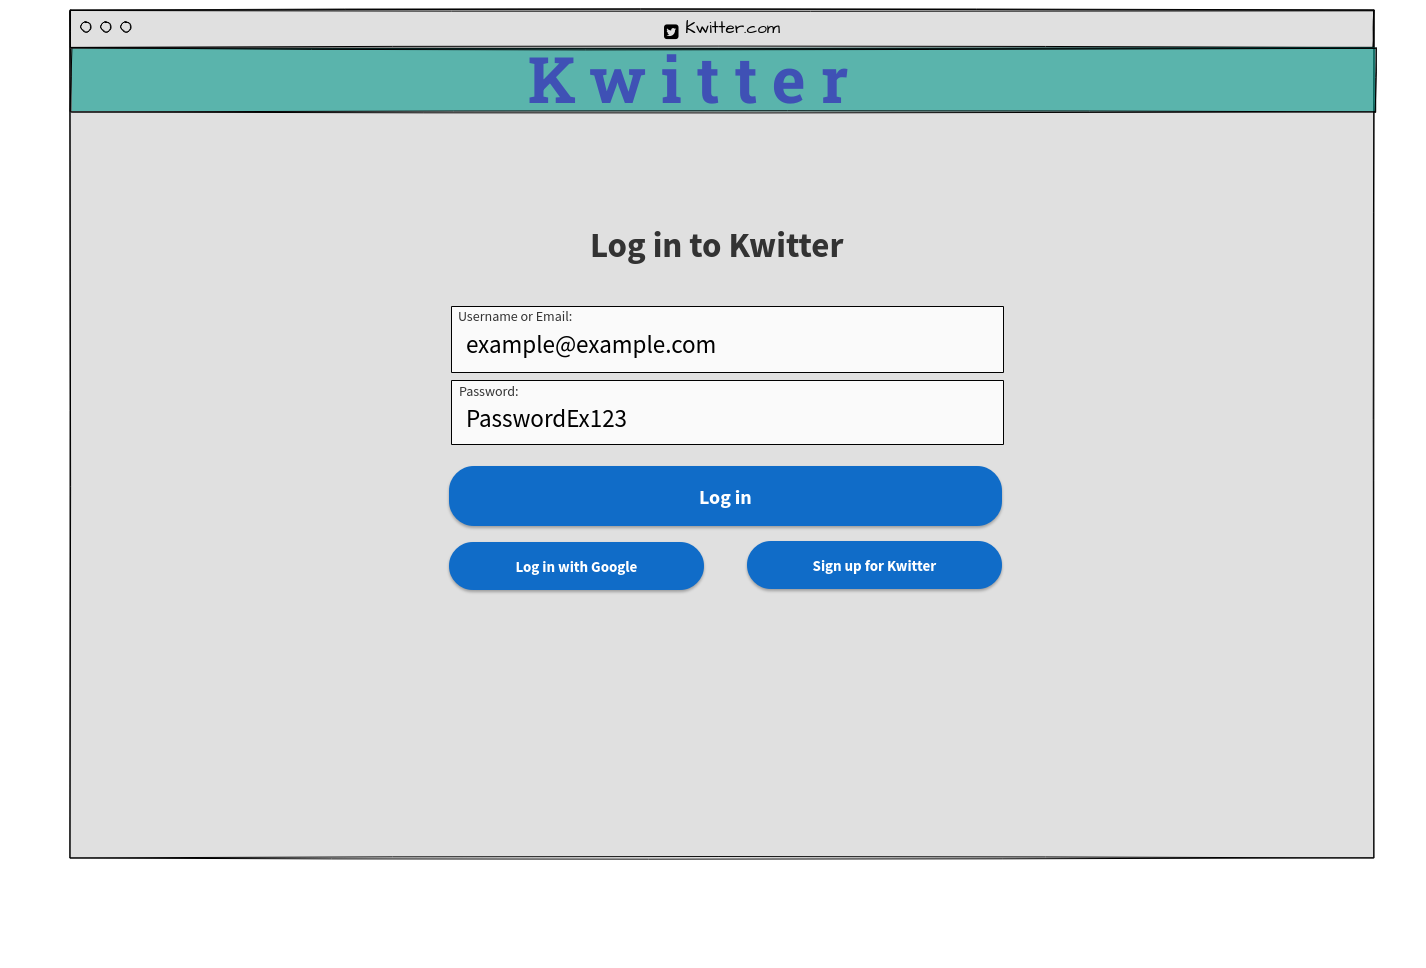 Kwitter.com
Kwitter
Log in to Kwitter
Username or Email:
example@example.com
Password:
PasswordEx123
Log in
Log in with Google
Sign up for Kwitter